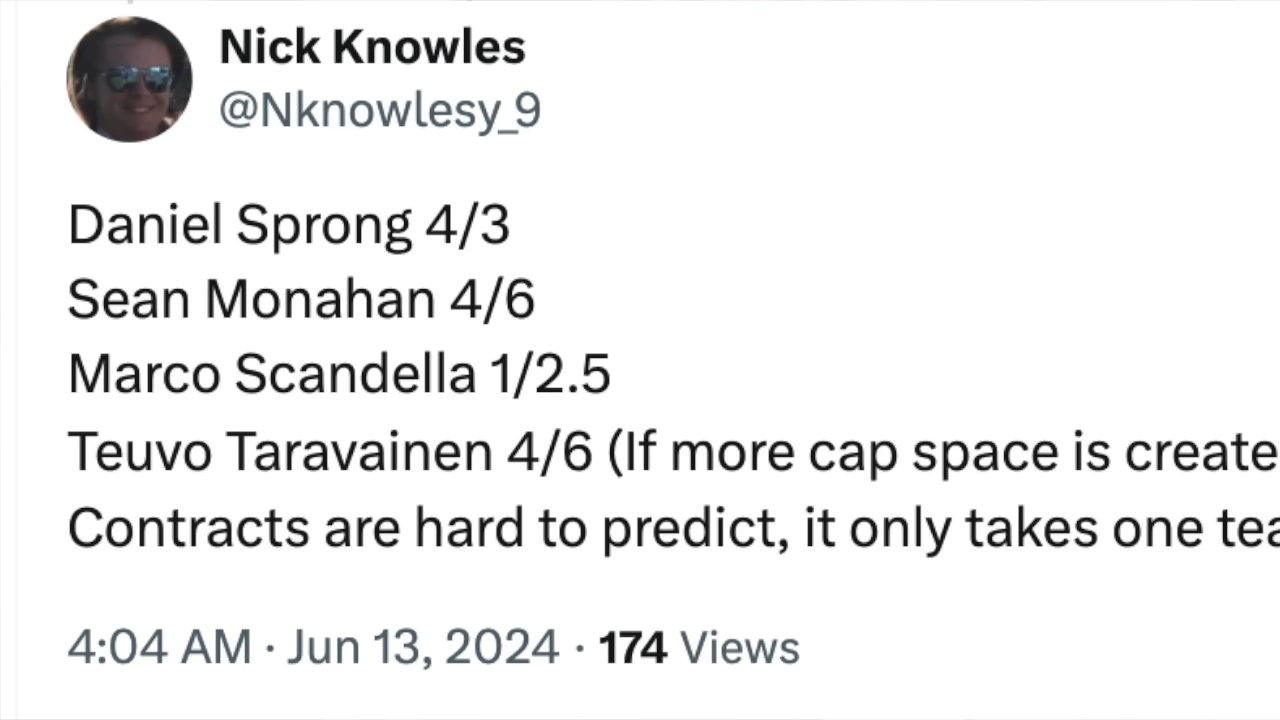 Nick Knowles
@Nknowlesy_9
Daniel Sprong 4/3
Sean Monahan 4/6
Marco Scandella 1/2.5
Teuvo Taravainen 4/6 (If more cap space is create
Contracts are hard to predict, it only takes one tea
4:04 AM · Jun 13, 2024 · 174 Views